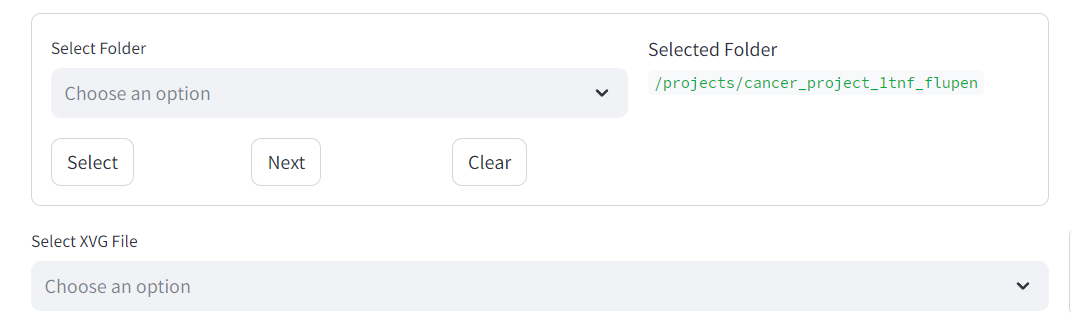 Select Folder
Choose an option
Select
Next
Clear
Selected Folder
/projects/cancer_project_1tnf_flupen
Select XVG File
Choose an option